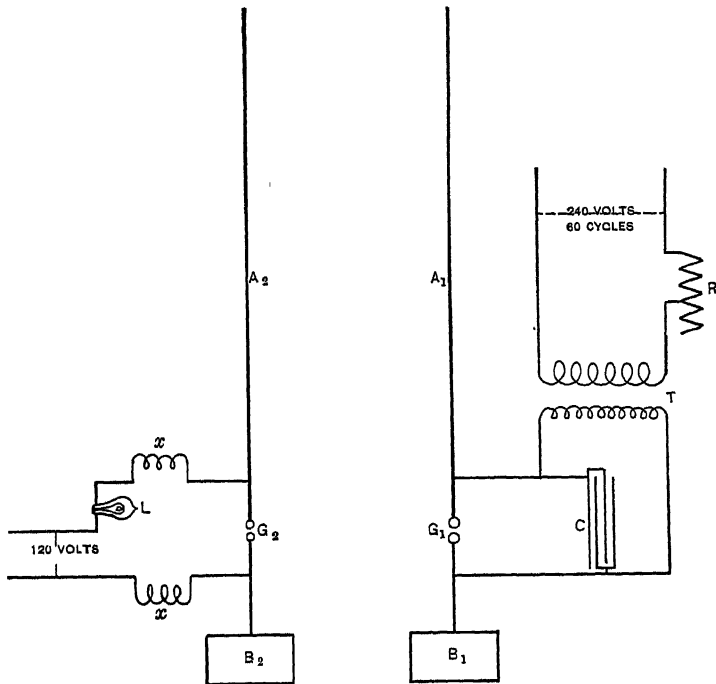 240 VOLTS
60 CYCLES
A₂
A₁
R
T
x
L
G₂
G₁
C
120 VOLTS
x
B₂
B₁